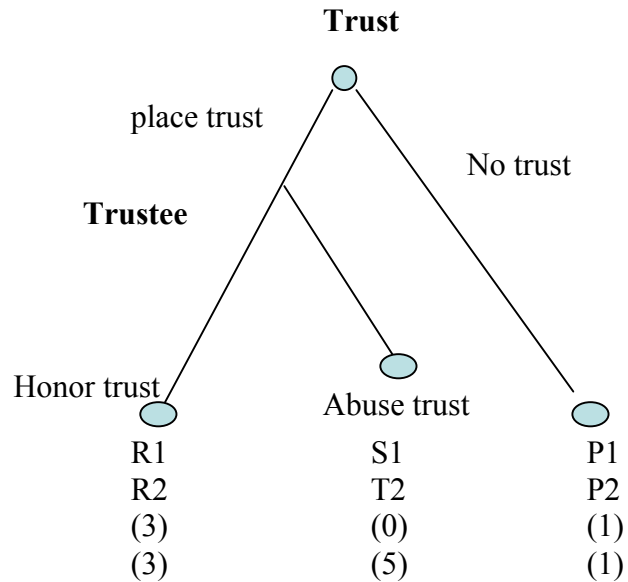 Trust
place trust
No trust
Trustee
Honor trust
Abuse trust
R1 S1 P1
R2 T2 P2
(3) (0) (1)
(3) (5) (1)